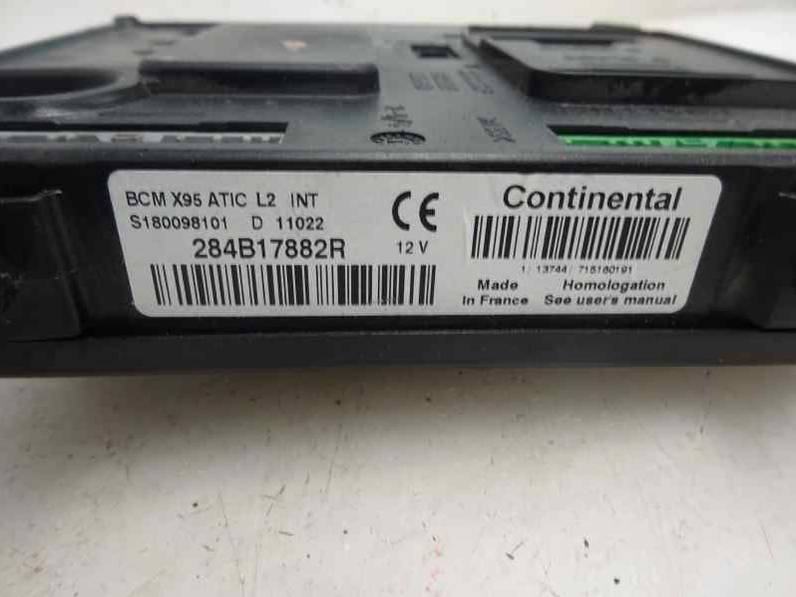 BCM X95 ATIC L2 INT
S180098101 D 11022
284B17882R
CE
12 V
Continental
1/ 13744/ 715160191
Made
In France
Homologation
See user's manual